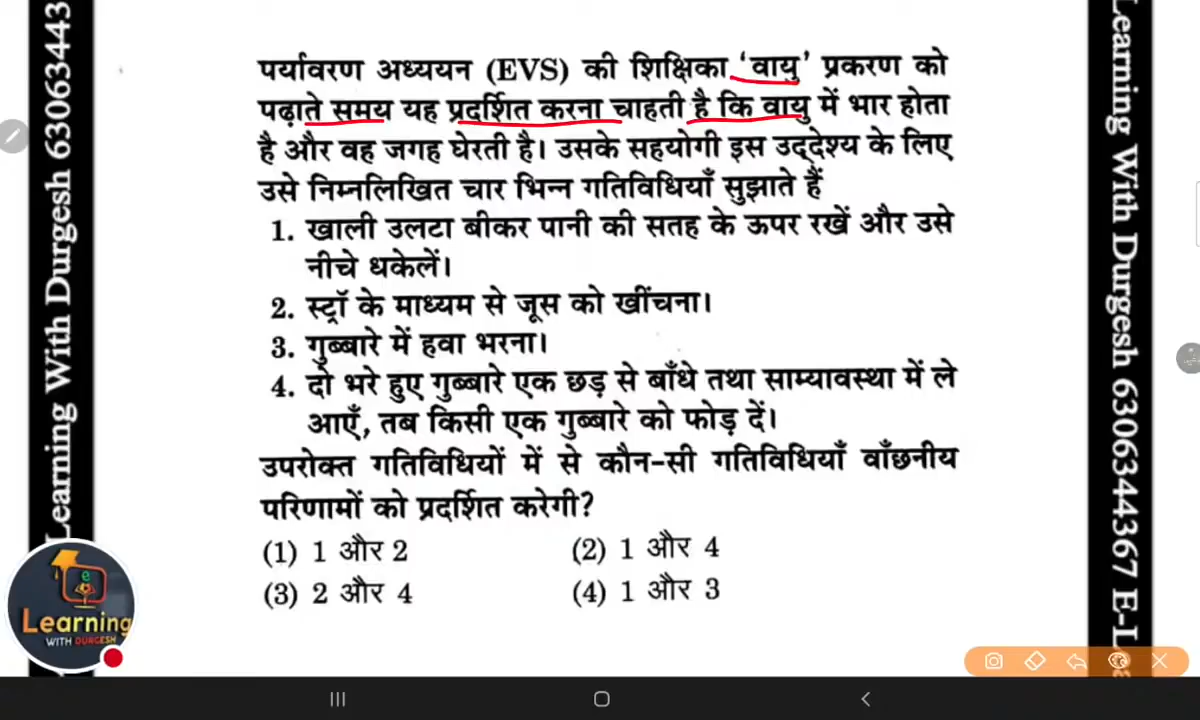 पर्यावरण अध्ययन (EVS) की शिक्षिका ‘वायु’ प्रकरण को
पढ़ाते समय यह प्रदर्शित करना चाहती है कि वायु में भार होता
है और वह जगह घेरती है। उसके सहयोगी इस उद्देश्य के लिए
उसे निम्नलिखित चार भिन्न गतिविधियाँ सुझाते हैं
1. खाली उलटा बीकर पानी की सतह के ऊपर रखें और उसे
नीचे धकेलें।
2. स्ट्रॉ के माध्यम से जूस को खींचना।
3. गुब्बारे में हवा भरना।
4. दो भरे हुए गुब्बारे एक छड़ से बाँधे तथा साम्यावस्था में ले
आएँ, तब किसी एक गुब्बारे को फोड़ दें।
उपरोक्त गतिविधियों में से कौन-सी गतिविधियाँ वाँछनीय
परिणामों को प्रदर्शित करेगी?
(1) 1 और 2
(2) 1 और 4
(3) 2 और 4
(4) 1 और 3
Learning With Durgesh 63063443
Learning With Durgesh 6306344367 E-Lea
e
Learning
WITH DURGESH